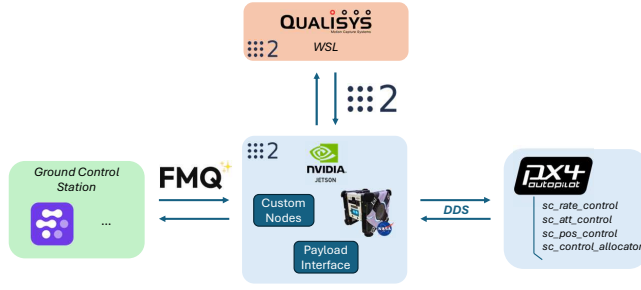 QUALISYS
Motion Capture Systems
WSL
2
2
2
NVIDIA
JETSON
Ground Control
Station
...
FMQ
Custom
Nodes
NASA
Payload
Interface
DDS
px4
autopilot
sc_rate_control
sc_att_control
sc_pos_control
sc_control_allocator